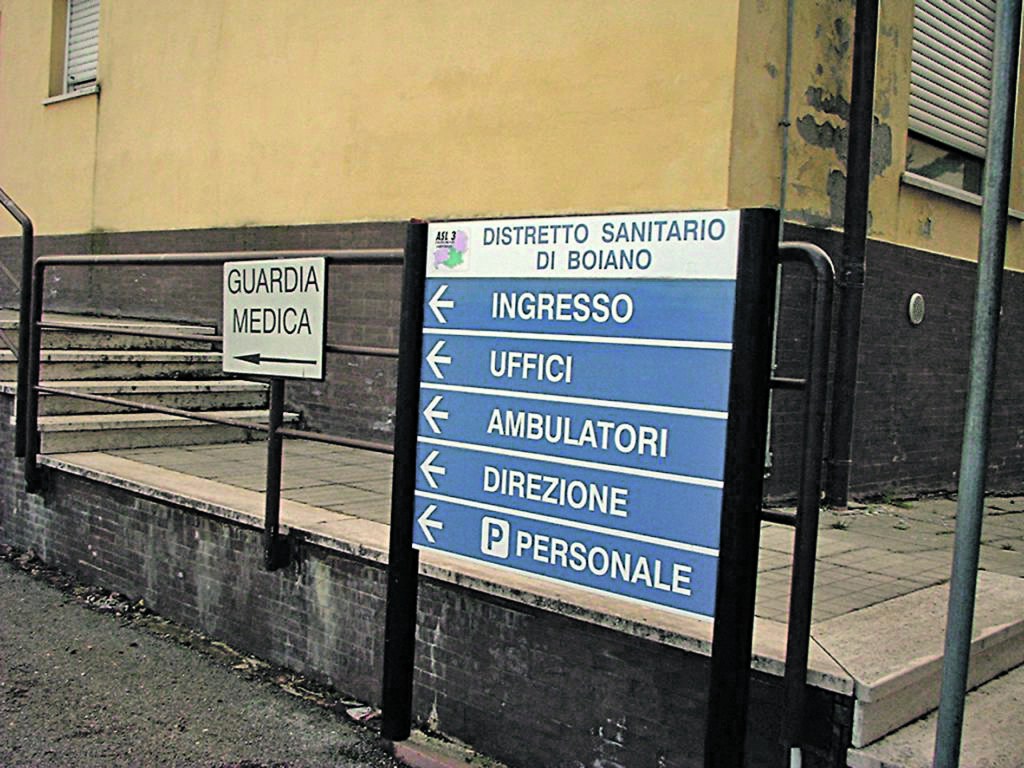 GUARDIA
MEDICA
ASL 3
DISTRETTO SANITARIO
DI BOIANO
INGRESSO
UFFICI
AMBULATORI
DIREZIONE
P PERSONALE